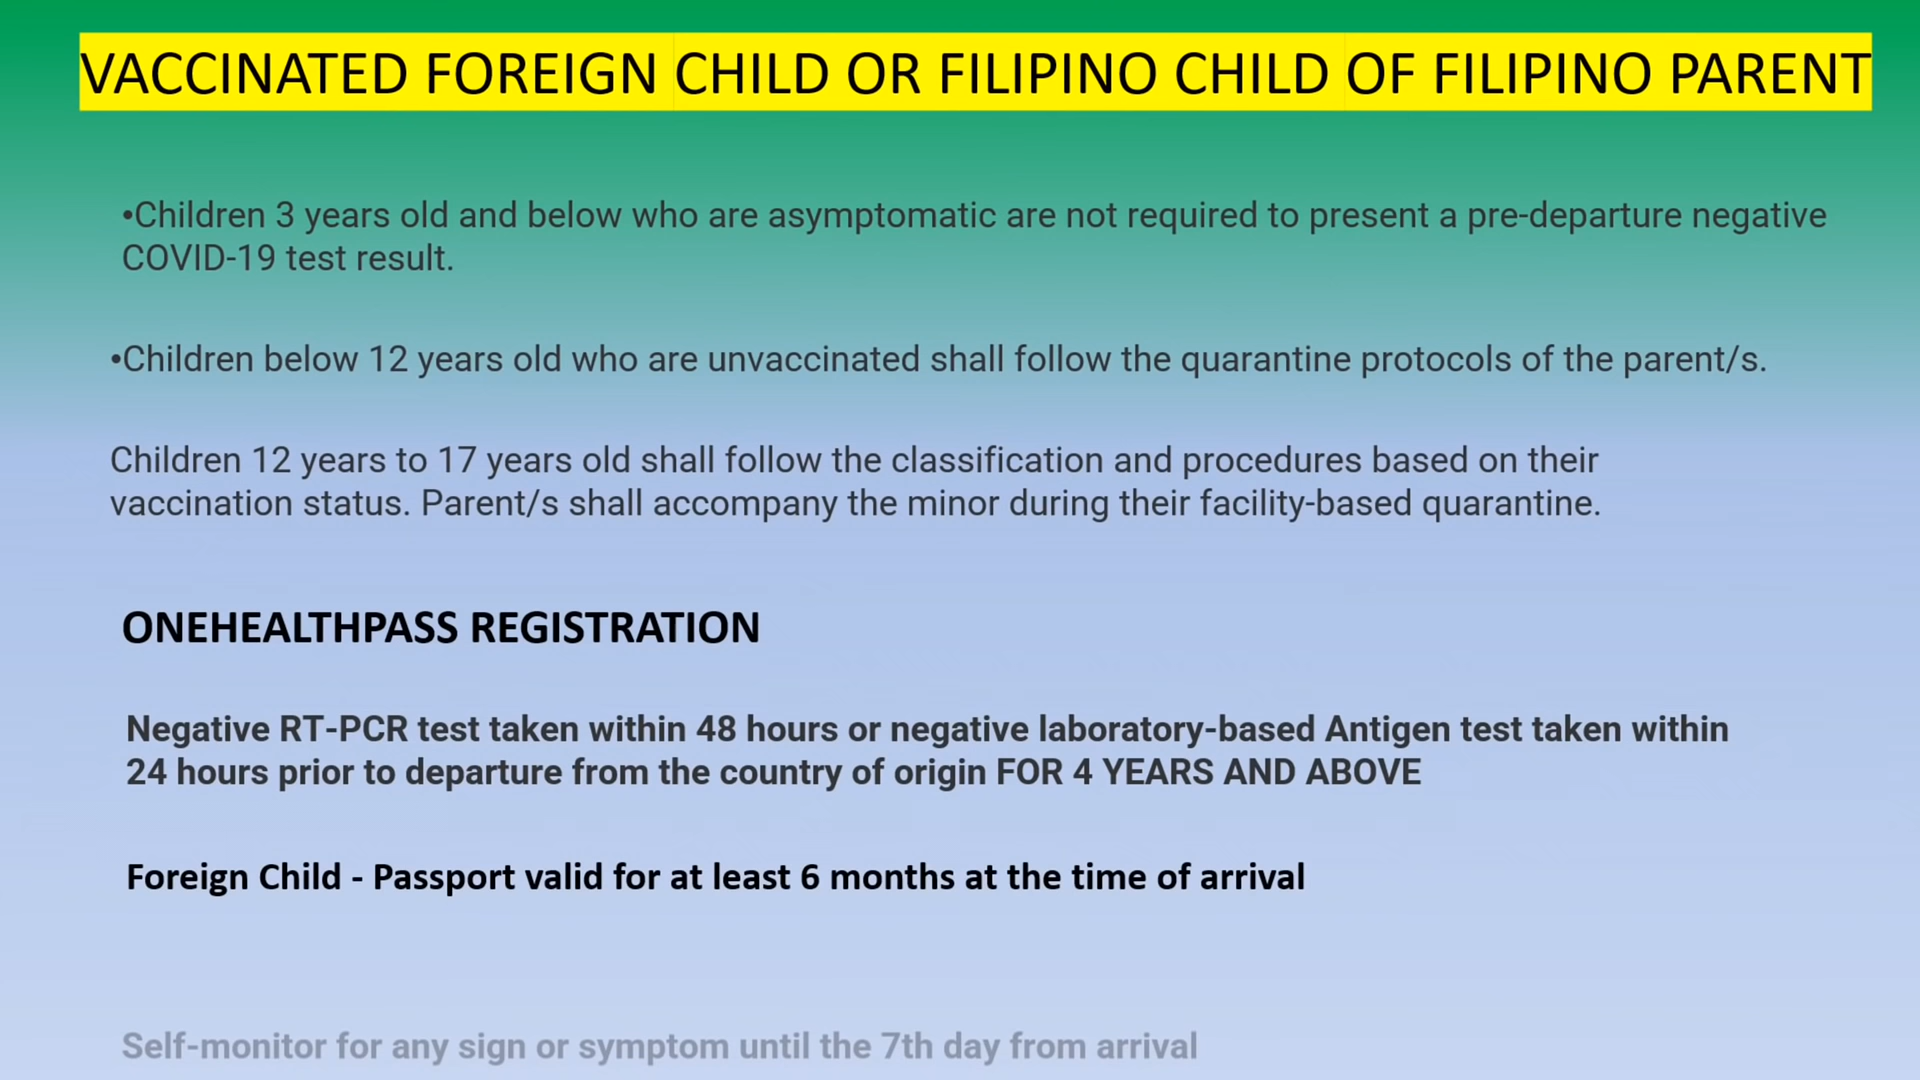 VACCINATED FOREIGN CHILD OR FILIPINO CHILD OF FILIPINO PARENT
•Children 3 years old and below who are asymptomatic are not required to present a pre-departure negative
COVID-19 test result.
•Children below 12 years old who are unvaccinated shall follow the quarantine protocols of the parent/s.
Children 12 years to 17 years old shall follow the classification and procedures based on their
vaccination status. Parent/s shall accompany the minor during their facility-based quarantine.
ONEHEALTHPASS REGISTRATION
Negative RT-PCR test taken within 48 hours or negative laboratory-based Antigen test taken within
24 hours prior to departure from the country of origin FOR 4 YEARS AND ABOVE
Foreign Child - Passport valid for at least 6 months at the time of arrival
Self-monitor for any sign or symptom until the 7th day from arrival